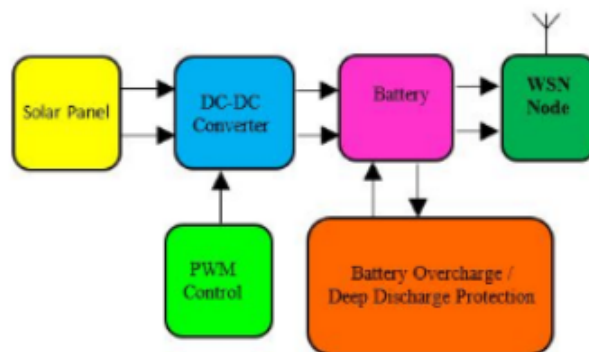 Solar Panel
DC-DC
Converter
Battery
WSN
Node
PWM
Control
Battery Overcharge /
Deep Discharge Protection